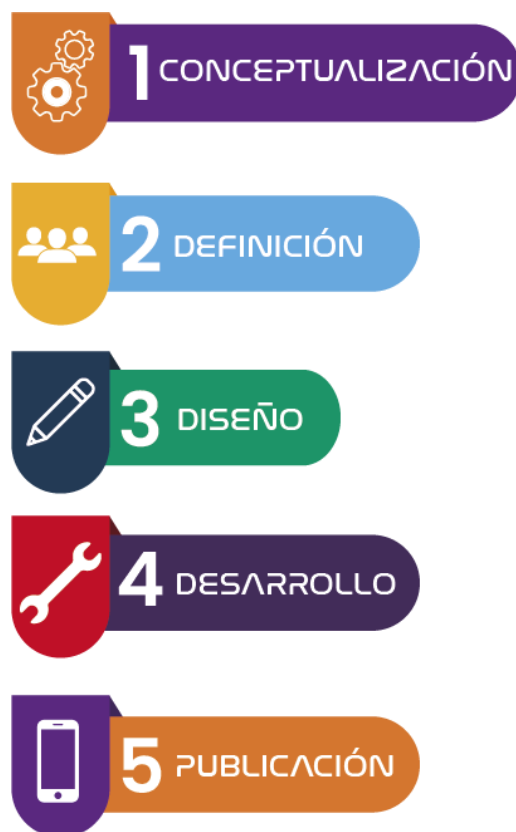 1 CONCEPTUALIZACIÓN
2 DEFINICIÓN
3 DISEÑO
4 DESARROLLO
5 PUBLICACIÓN